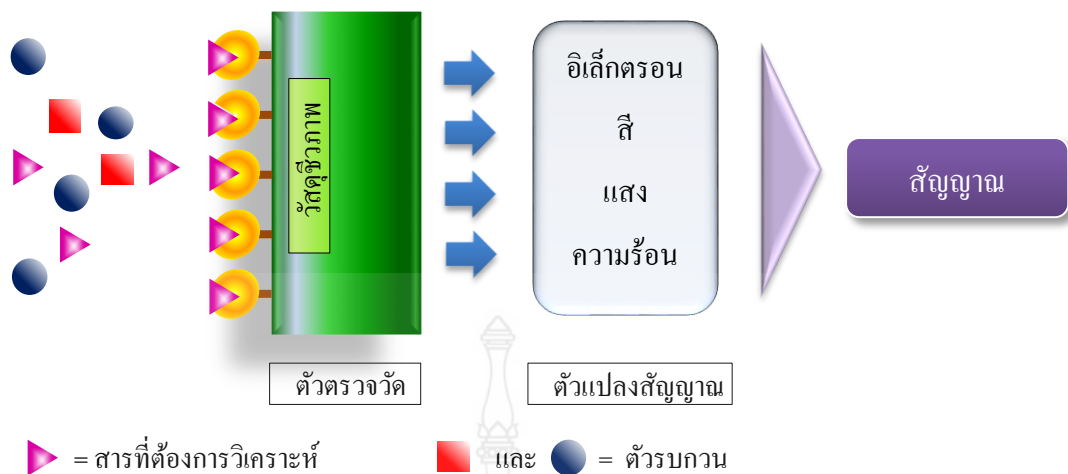 วัสดุชีวภาพ
อิเล็กตรอน
สี
แสง
ความร้อน
สัญญาณ
ตัวตรวจวัด
ตัวแปลงสัญญาณ
= สารที่ต้องการวิเคราะห์
และ = ตัวรบกวน